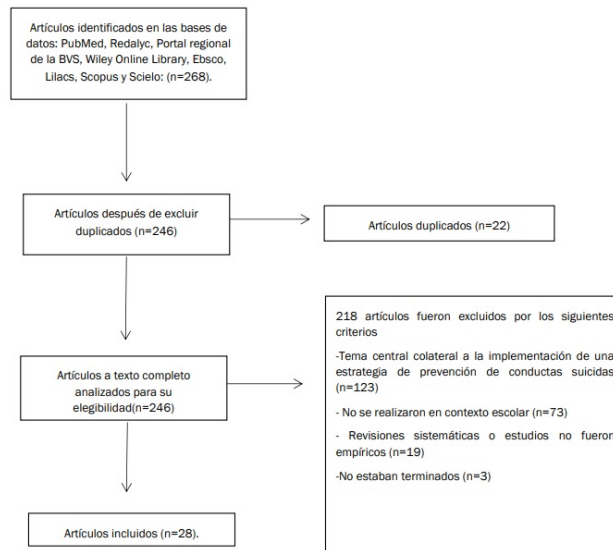 Artículos identificados en las bases de
datos: PubMed, Redalyc, Portal regional
de la BVS, Wiley Online Library, Ebsco,
Lilacs, Scopus y Scielo: (n=268).
Artículos después de excluir
duplicados (n=246)
Artículos duplicados (n=22)
218 artículos fueron excluidos por los siguientes
criterios
-Tema central colateral a la implementación de una
estrategia de prevención de conductas suicidas
(n=123)
- No se realizaron en contexto escolar (n=73)
- Revisiones sistemáticas o estudios no fueron
empíricos (n=19)
-No estaban terminados (n=3)
Artículos a texto completo
analizados para su
elegibilidad(n=246)
Artículos incluidos (n=28).